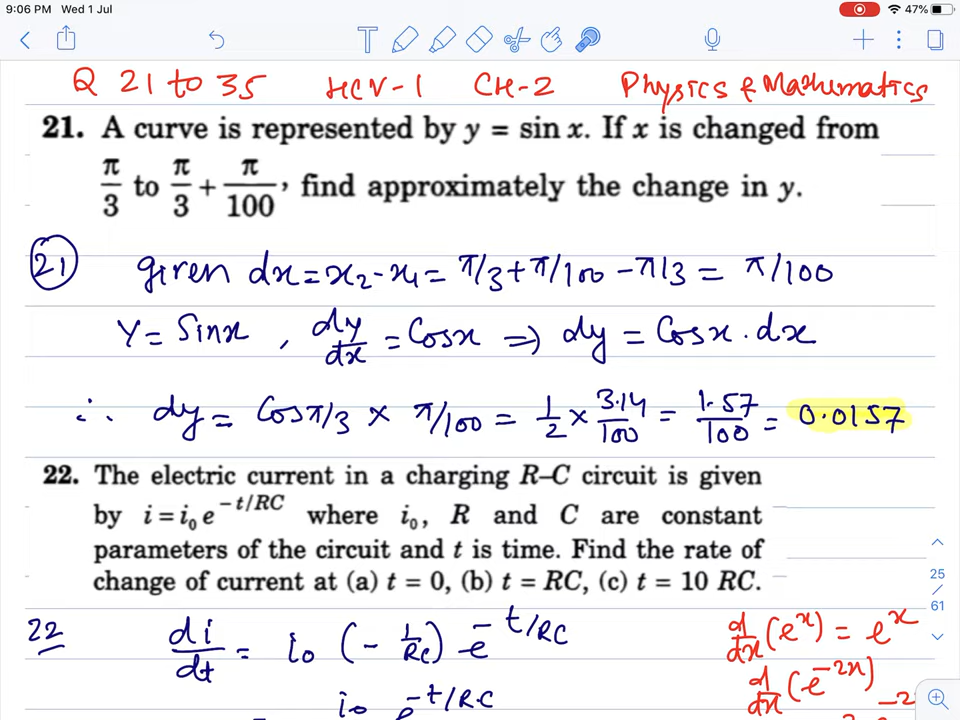 9:06 PM Wed 1 Jul 47%
Q 21 to 35 HCV-1 CH-2 Physics & Mathematics
21. A curve is represented by y = sin x. If x is changed from
π/3 to π/3 + π/100, find approximately the change in y.
(21) given dx = x₂ - x₁ = π/3 + π/100 - π/3 = π/100
Y = Sinx , dy/dx = Cosx ⇒ dy = Cosx . dx
∴ dy = Cos π/3 × π/100 = 1/2 × 3.14/100 = 1.57/100 = 0.0157
22. The electric current in a charging R–C circuit is given
by i = i₀ e^(-t/RC) where i₀, R and C are constant
parameters of the circuit and t is time. Find the rate of
change of current at (a) t = 0, (b) t = RC, (c) t = 10 RC.
25
/
61
22 di/dt = i₀ (- 1/RC) e^(-t/RC)
d/dx (e^x) = e^x
d/dx (e^(-2x))
i₀ e^(-t/RC)